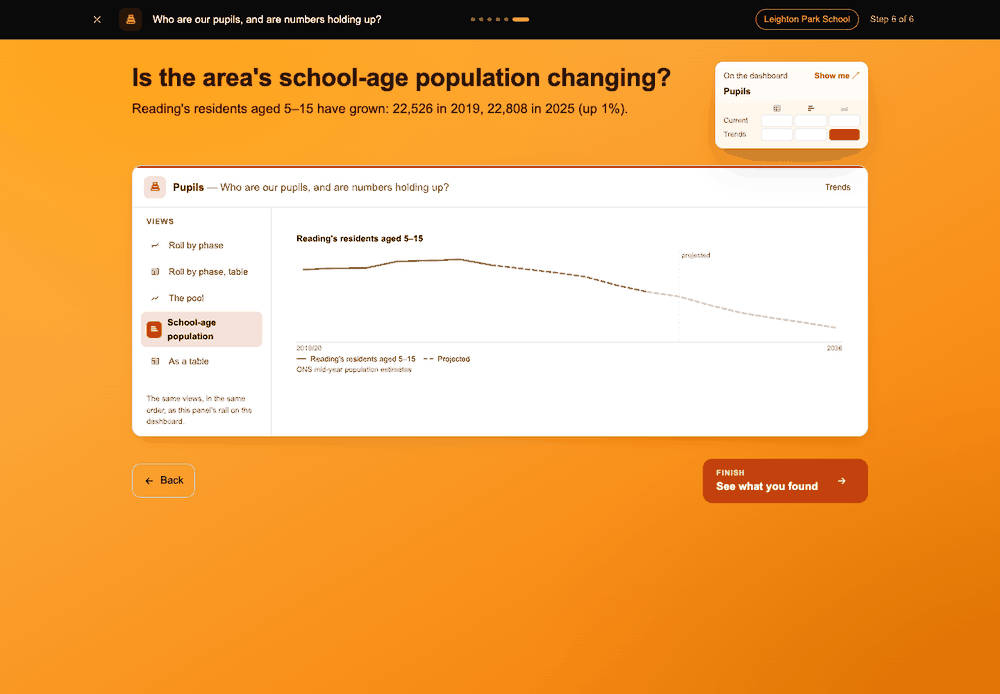 Who are our pupils, and are numbers holding up?
Leighton Park School
Step 6 of 6
Is the area's school-age population changing?
Reading's residents aged 5–15 have grown: 22,526 in 2019, 22,808 in 2025 (up 1%).
On the dashboard
Show me
Pupils
Current
Trends
Pupils — Who are our pupils, and are numbers holding up?
Trends
VIEWS
Roll by phase
Roll by phase, table
The pool
School-age
population
As a table
The same views, in the same
order, as this panel's rail on the
dashboard.
Reading's residents aged 5–15
projected
2019/20
2036
Reading's residents aged 5–15
Projected
ONS mid-year population estimates
Back
FINISH
See what you found